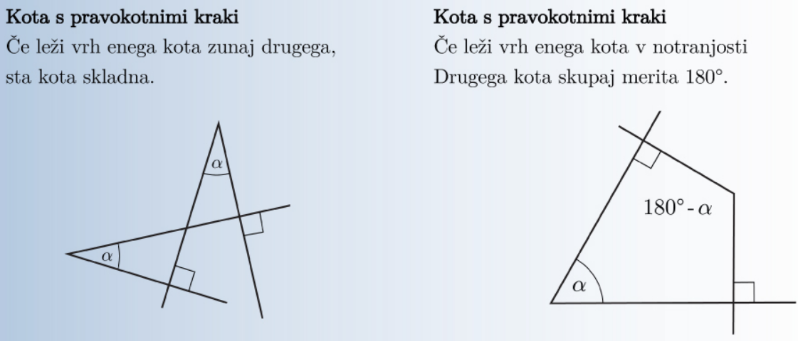 Kota s pravokotnimi kraki
Če leži vrh enega kota zunaj drugega,
sta kota skladna.
α
α
Kota s pravokotnimi kraki
Če leži vrh enega kota v notranjosti
Drugega kota skupaj merita 180°.
180° - α
α